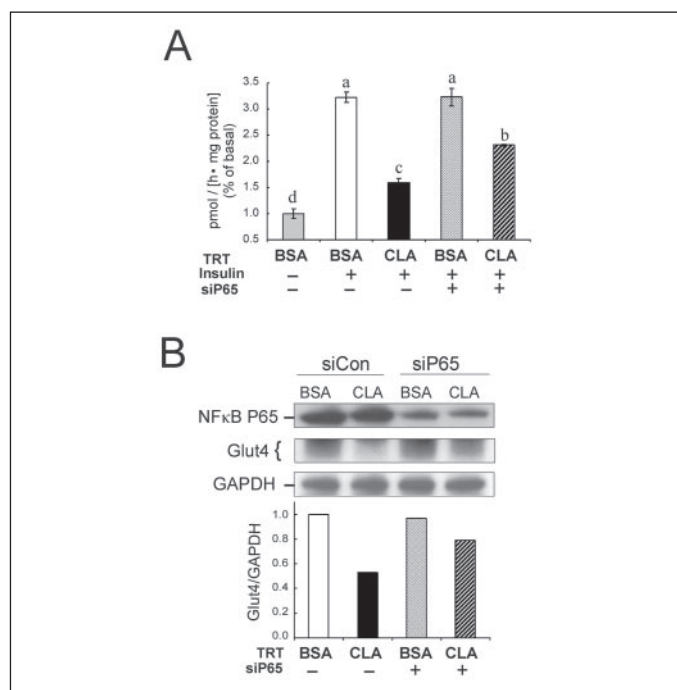 A
pmol / [h• mg protein]
(% of basal)
3.5
3.0
2.5
2.0
1.5
1.0
0.5
d
a
c
a
b
TRT BSA BSA CLA BSA CLA
Insulin – + + + +
siP65 – – – + +
B
siCon siP65
BSA CLA BSA CLA
NFκB P65
Glut4 {
GAPDH
Glut4/GAPDH
1.0
0.8
0.6
0.4
0.2
0.0
TRT BSA CLA BSA CLA
siP65 – – + +